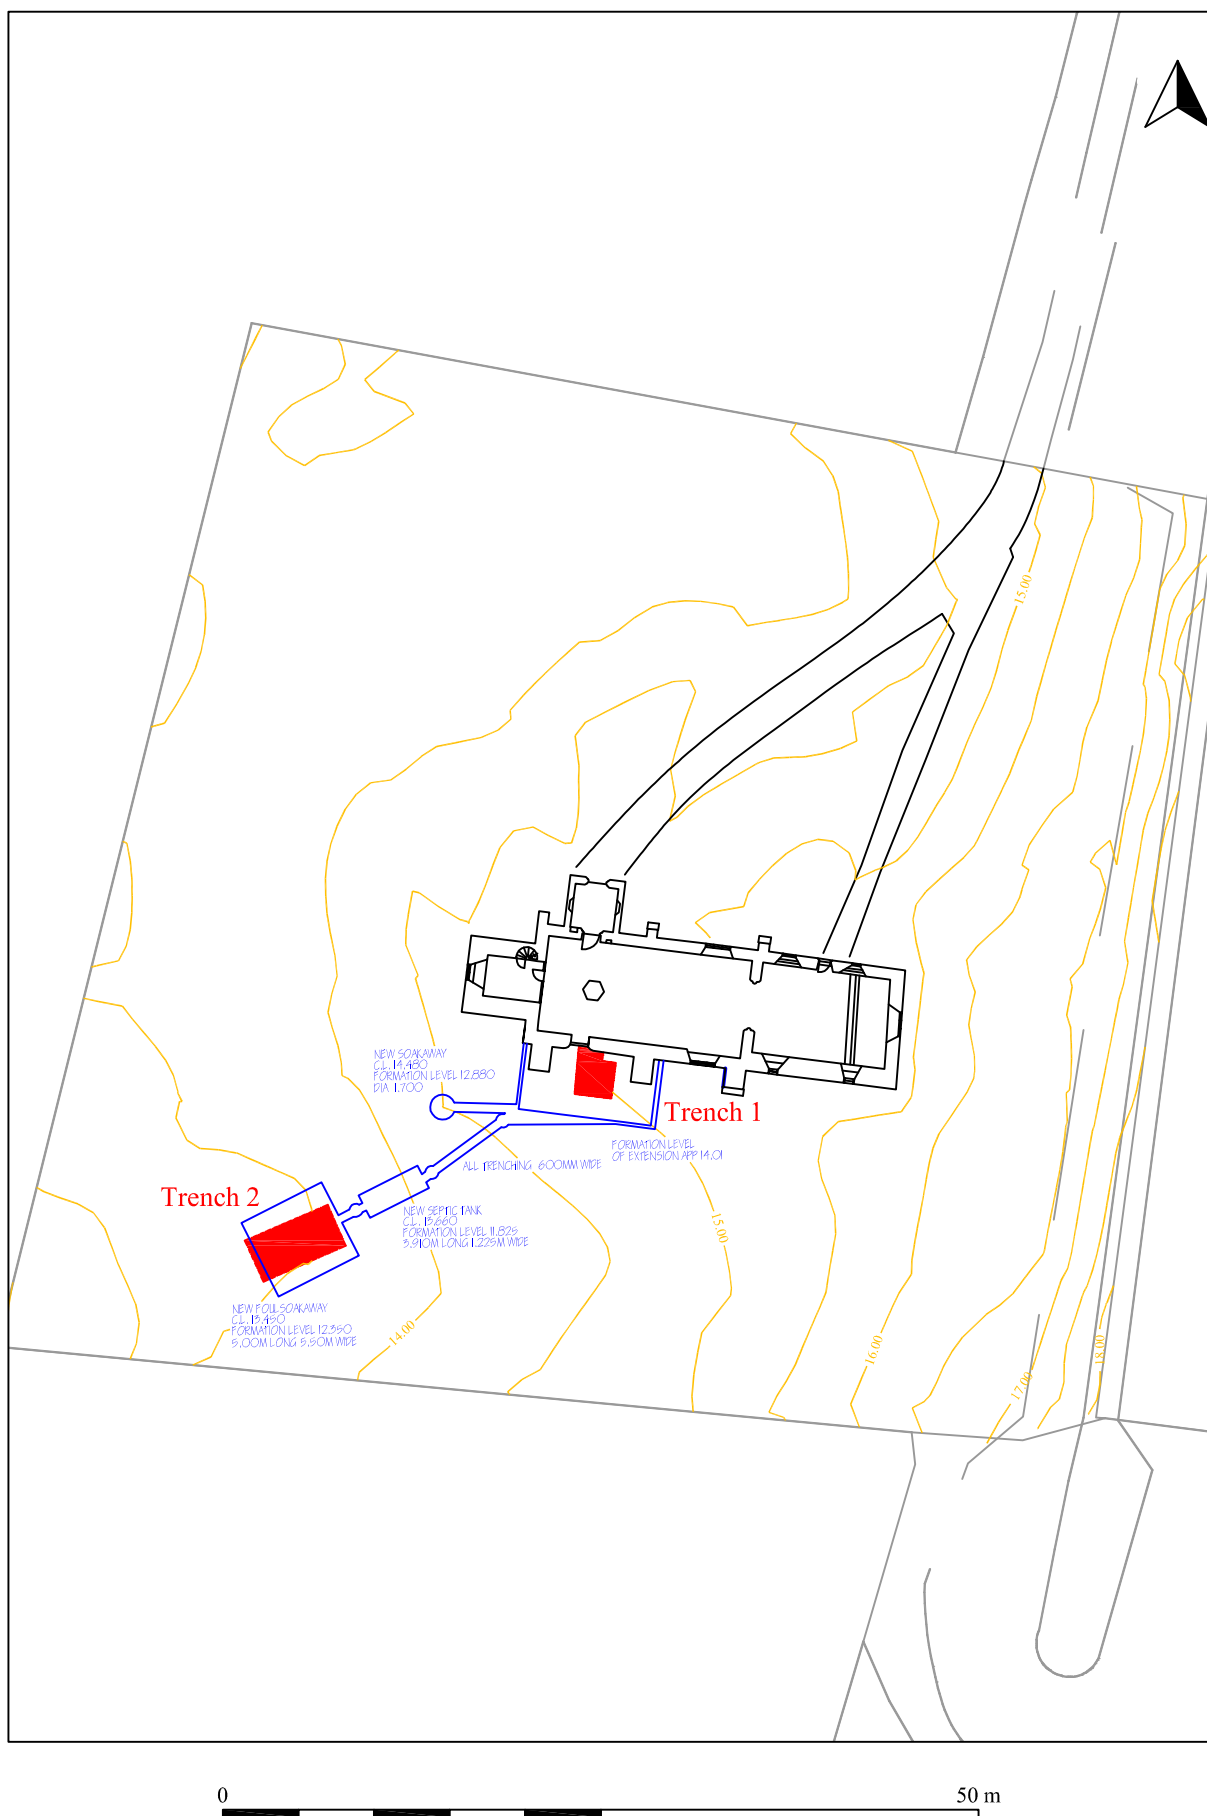 15.00
NEW SOAKAWAY
C.L. 14.480
FORMATION LEVEL 12.880
DIA 1.700
Trench 1
FORMATION LEVEL
OF EXTENSION APP 14.01
ALL TRENCHING 600MM WIDE
Trench 2
NEW SEPTIC TANK
C.L. 13.660
FORMATION LEVEL 11.825
3.910M LONG 1.225M WIDE
15.00
NEW FOUL SOAKAWAY
C.L. 13.450
FORMATION LEVEL 12.350
5.00M LONG 5.50M WIDE
14.00
16.00
18.00
17.00
0
50 m